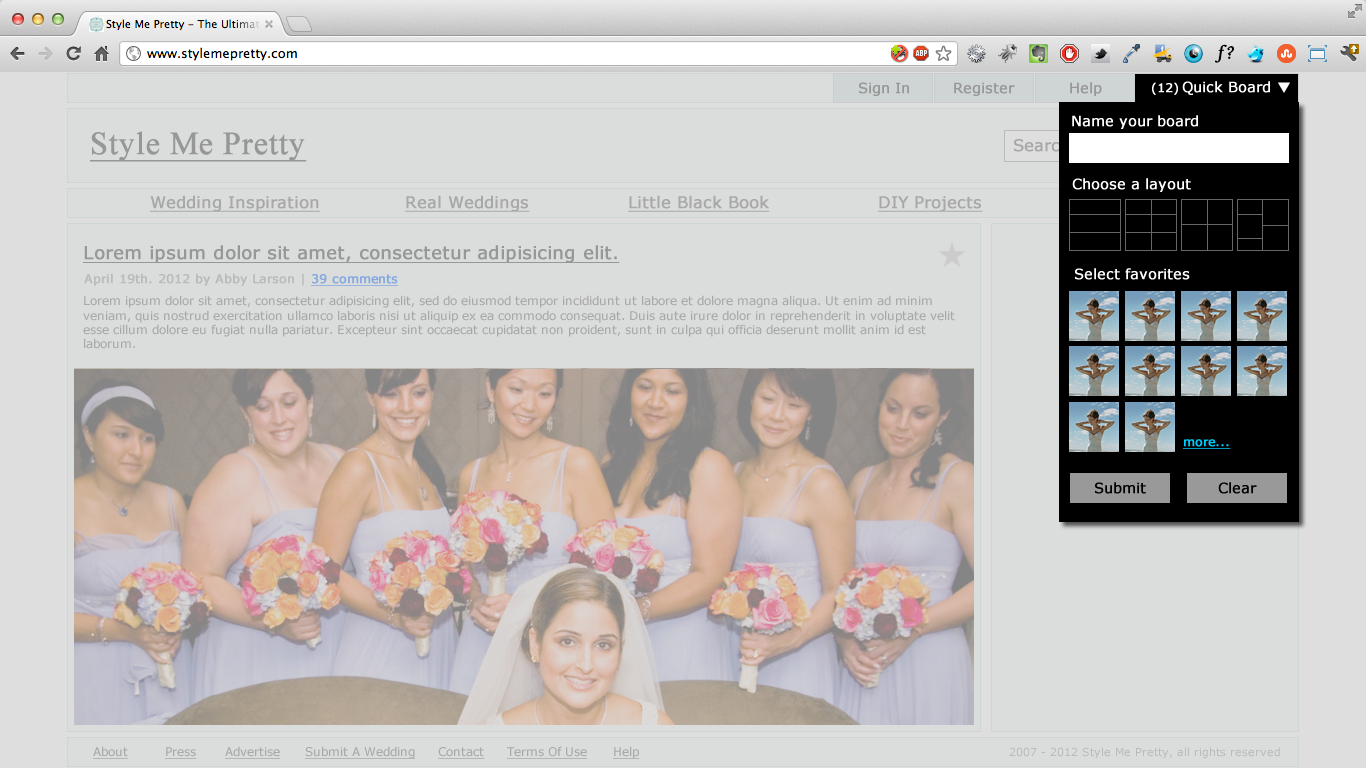 Style Me Pretty – The Ultimat
www.stylemepretty.com
ABP
f?
Sign In
Register
Help
(12) Quick Board ▼
Style Me Pretty
Searc
Name your board
Choose a layout
Wedding Inspiration
Real Weddings
Little Black Book
DIY Projects
Lorem ipsum dolor sit amet, consectetur adipisicing elit.
April 19th. 2012 by Abby Larson | 39 comments
Lorem ipsum dolor sit amet, consectetur adipisicing elit, sed do eiusmod tempor incididunt ut labore et dolore magna aliqua. Ut enim ad minim
veniam, quis nostrud exercitation ullamco laboris nisi ut aliquip ex ea commodo consequat. Duis aute irure dolor in reprehenderit in voluptate velit
esse cillum dolore eu fugiat nulla pariatur. Excepteur sint occaecat cupidatat non proident, sunt in culpa qui officia deserunt mollit anim id est
laborum.
Select favorites
more...
Submit
Clear
About
Press
Advertise
Submit A Wedding
Contact
Terms Of Use
Help
2007 - 2012 Style Me Pretty, all rights reserved